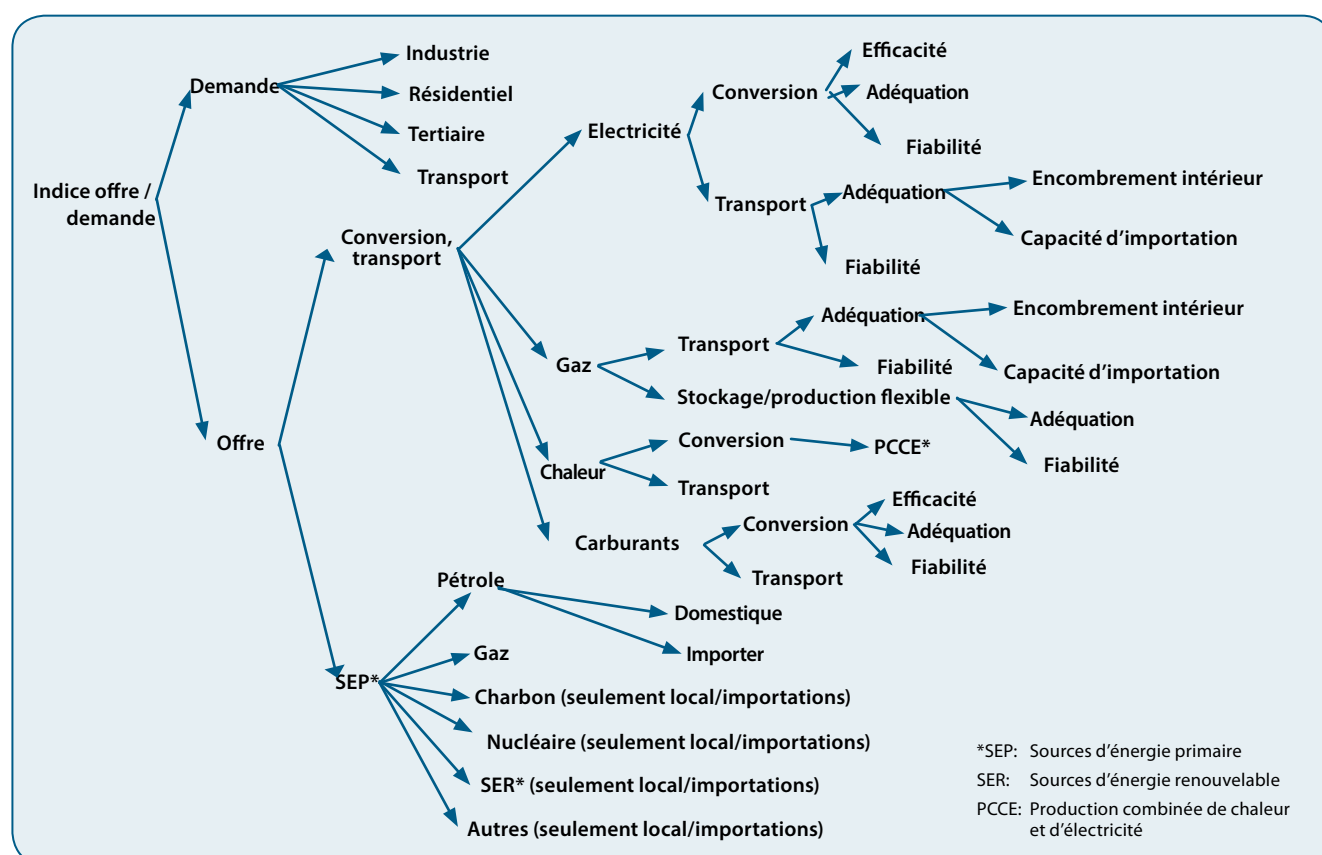 Indice offre /
demande
Demande
Industrie
Résidentiel
Tertiaire
Transport
Offre
Conversion,
transport
Electricité
Conversion
Efficacité
Adéquation
Fiabilité
Transport
Adéquation
Encombrement intérieur
Capacité d’importation
Fiabilité
Gaz
Transport
Adéquation
Encombrement intérieur
Capacité d’importation
Fiabilité
Stockage/production flexible
Adéquation
Fiabilité
Chaleur
Conversion
PCCE*
Transport
Carburants
Conversion
Efficacité
Adéquation
Fiabilité
Transport
SEP*
Pétrole
Domestique
Importer
Gaz
Charbon (seulement local/importations)
Nucléaire (seulement local/importations)
SER* (seulement local/importations)
Autres (seulement local/importations)
*SEP: Sources d’énergie primaire
SER: Sources d’énergie renouvelable
PCCE: Production combinée de chaleur
et d’électricité